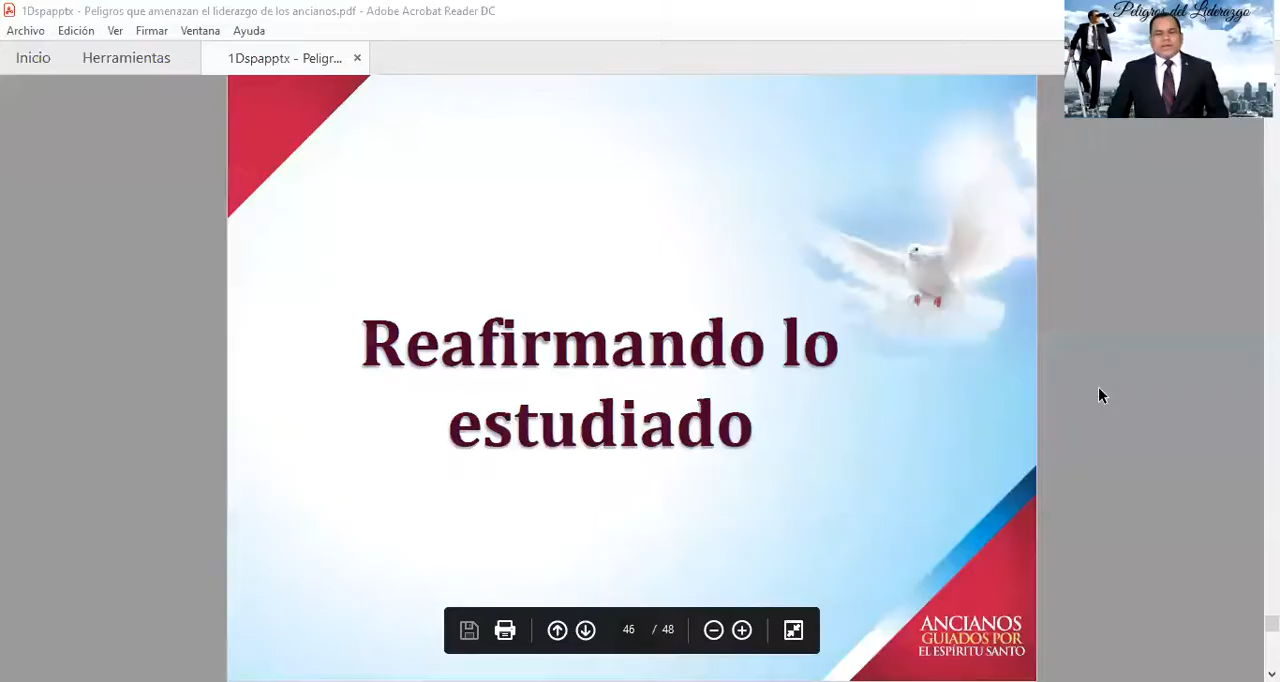 1Dspapptx - Peligros que amenazan el liderazgo de los ancianos.pdf - Adobe Acrobat Reader DC
Archivo Edición Ver Firmar Ventana Ayuda
Inicio Herramientas 1Dspapptx - Peligr... ×
Peligros del Liderazgo
Reafirmando lo
estudiado
46 / 48
ANCIANOS
GUIADOS POR
EL ESPÍRITU SANTO